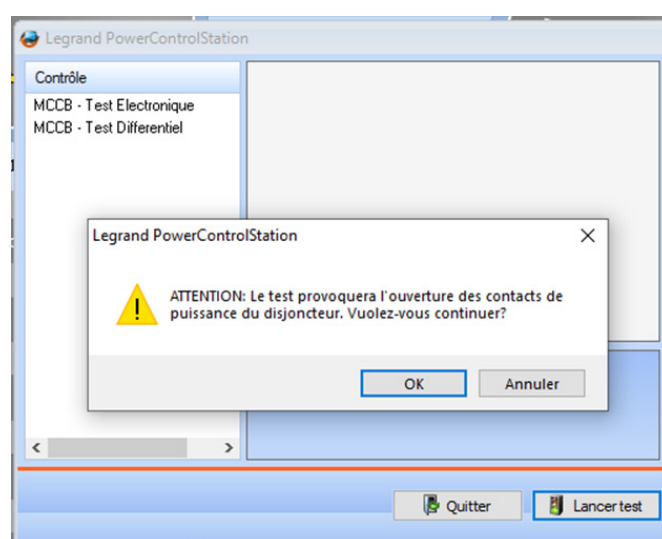 Legrand PowerControlStation
Contrôle
MCCB - Test Electronique
MCCB - Test Differentiel
Legrand PowerControlStation
ATTENTION: Le test provoquera l'ouverture des contacts de
puissance du disjoncteur. Vuolez-vous continuer?
OK
Annuler
Quitter
Lancer test